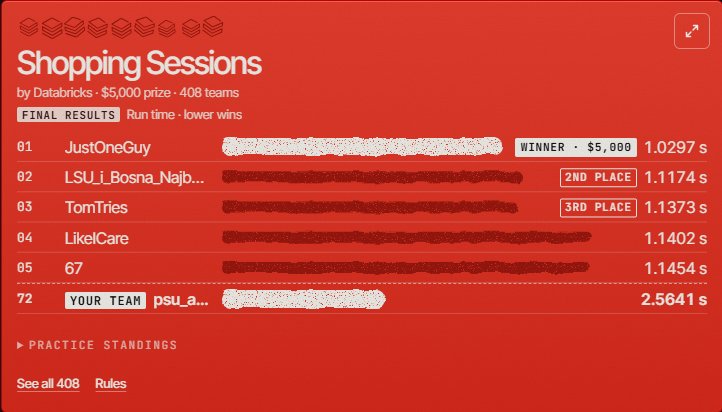 Shopping Sessions
by Databricks · $5,000 prize · 408 teams
FINAL RESULTS Run time · lower wins
01 JustOneGuy WINNER · $5,000 1.0297 s
02 LSU_i_Bosna_Najb... 2ND PLACE 1.1174 s
03 TomTries 3RD PLACE 1.1373 s
04 LikelCare 1.1402 s
05 67 1.1454 s
72 YOUR TEAM psu_a... 2.5641 s
▶ PRACTICE STANDINGS
See all 408 Rules